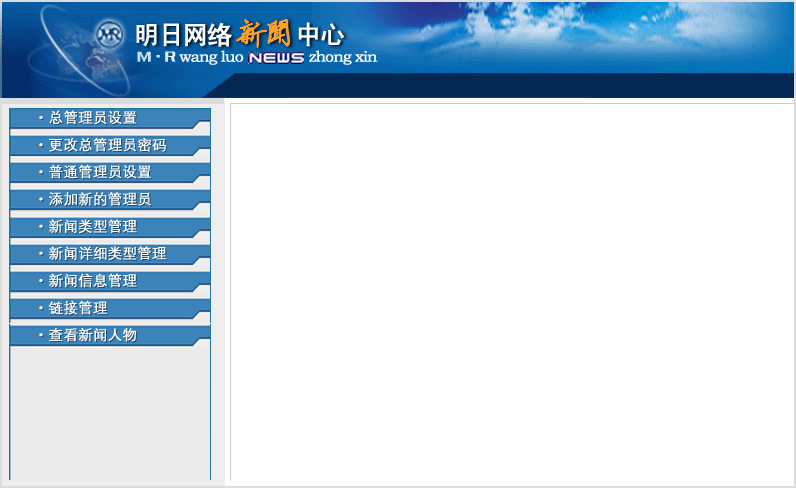 MR
明日网络新闻中心
M·R wang luo NEWS zhong xin
·总管理员设置
·更改总管理员密码
·普通管理员设置
·添加新的管理员
·新闻类型管理
·新闻详细类型管理
·新闻信息管理
·链接管理
·查看新闻人物